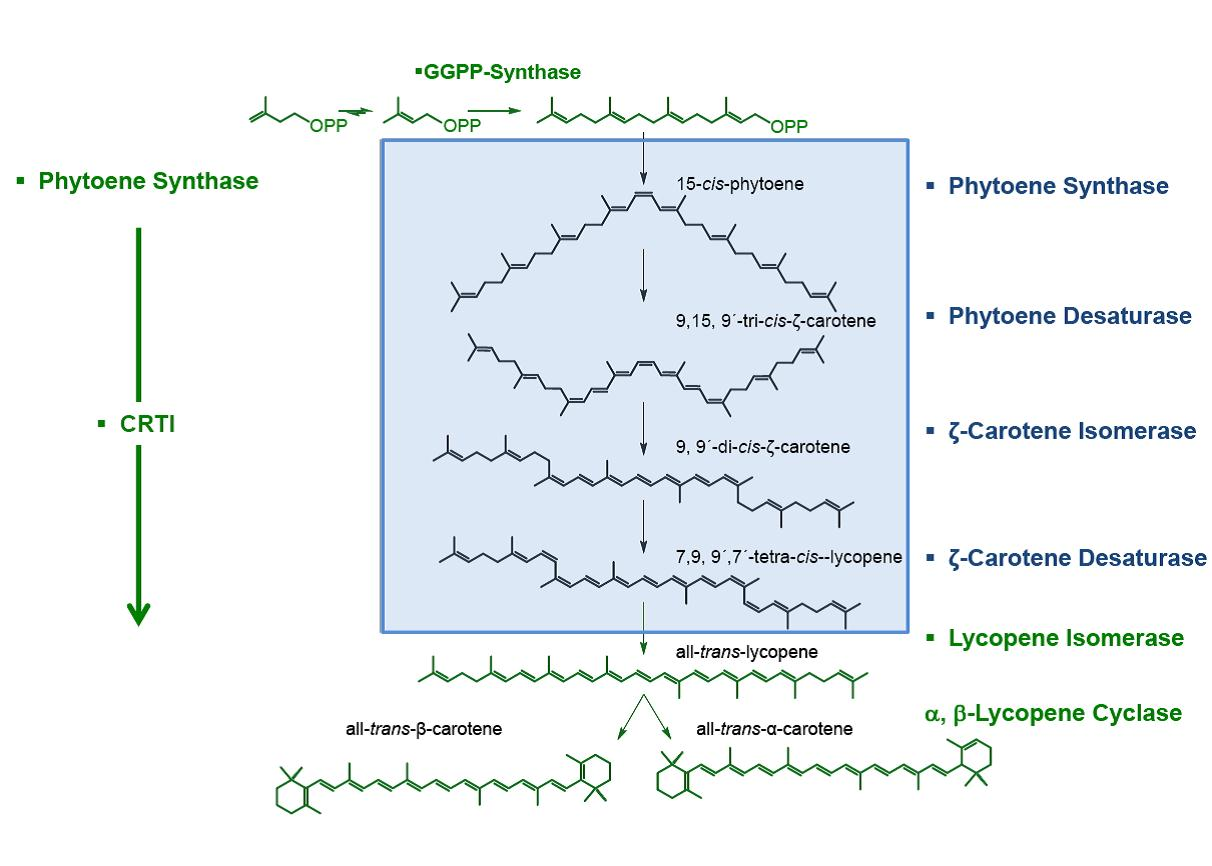 ▪GGPP-Synthase
OPP
OPP
OPP
▪ Phytoene Synthase
15-cis-phytoene
▪ Phytoene Synthase
9,15, 9´-tri-cis-ζ-carotene
▪ Phytoene Desaturase
▪ CRTI
9, 9´-di-cis-ζ-carotene
▪ ζ-Carotene Isomerase
7,9, 9´,7´-tetra-cis--lycopene
▪ ζ-Carotene Desaturase
all-trans-lycopene
▪ Lycopene Isomerase
α, β-Lycopene Cyclase
all-trans-β-carotene
all-trans-α-carotene